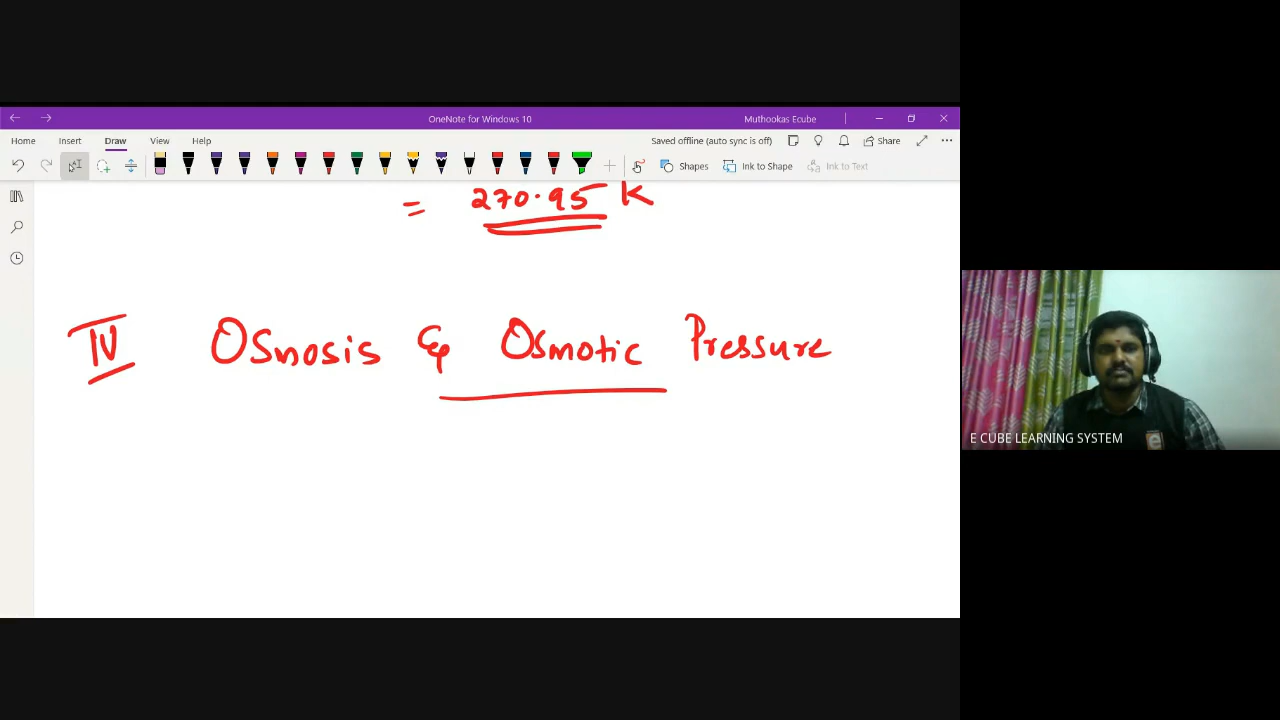 OneNote for Windows 10
Muthookas Ecube
Home Insert Draw View Help
Saved offline (auto sync is off)
Share
Shapes
Ink to Shape
Ink to Text
= 270.95 K
IV Osmosis & Osmotic Pressure
E CUBE LEARNING SYSTEM